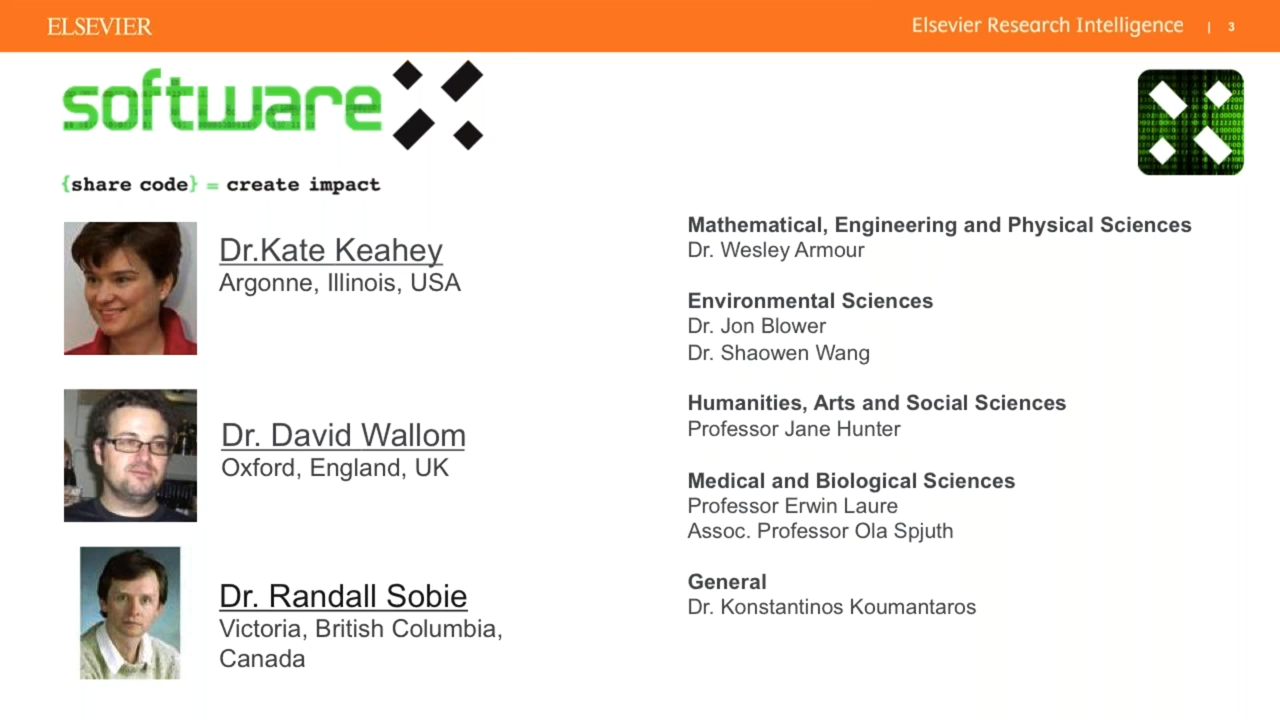 ELSEVIER
Elsevier Research Intelligence | 3
software
{share code} = create impact
Dr.Kate Keahey
Argonne, Illinois, USA
Dr. David Wallom
Oxford, England, UK
Dr. Randall Sobie
Victoria, British Columbia,
Canada
Mathematical, Engineering and Physical Sciences
Dr. Wesley Armour
Environmental Sciences
Dr. Jon Blower
Dr. Shaowen Wang
Humanities, Arts and Social Sciences
Professor Jane Hunter
Medical and Biological Sciences
Professor Erwin Laure
Assoc. Professor Ola Spjuth
General
Dr. Konstantinos Koumantaros